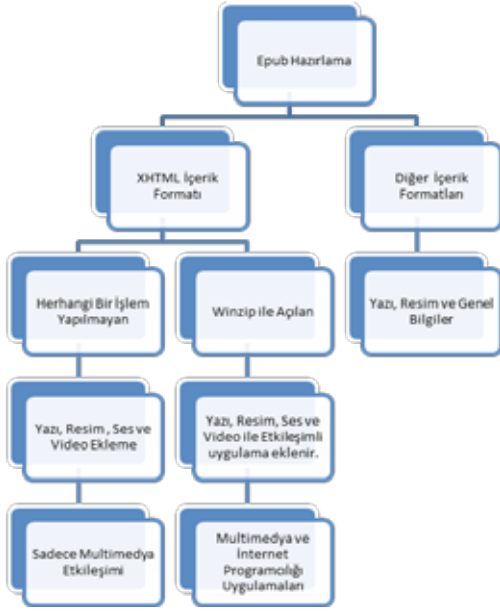 Epub Hazırlama
XHTML İçerik
Formatı
Diğer İçerik
Formatları
Herhangi Bir İşlem
Yapılmayan
Winzip ile Açılan
Yazı, Resim ve Genel
Bilgiler
Yazı, Resim , Ses ve
Video Ekleme
Yazı, Resim, Ses ve
Video ile Etkileşimli
uygulama eklenir.
Sadece Multimedya
Etkileşimi
Multimedya ve
İnternet
Programcılığı
Uygulamaları